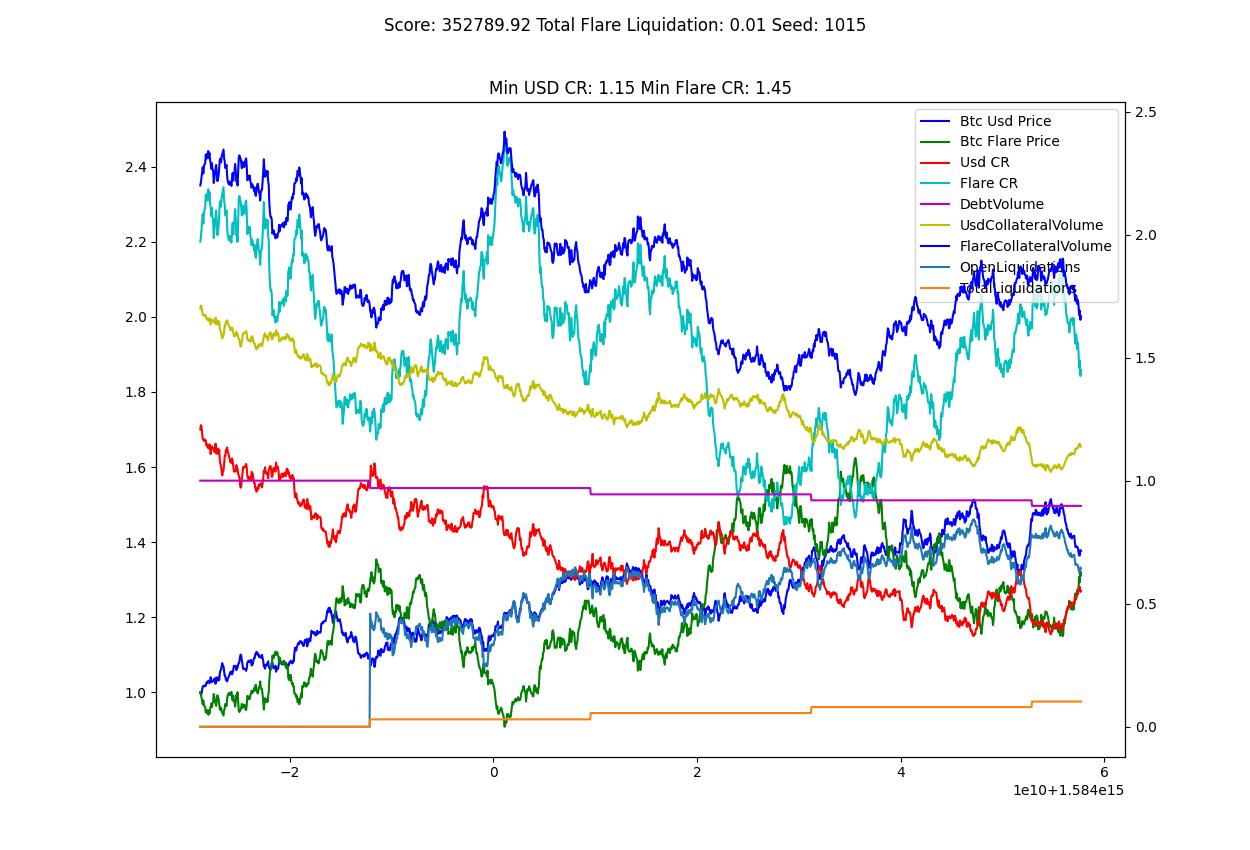 Score: 352789.92 Total Flare Liquidation: 0.01 Seed: 1015
Min USD CR: 1.15 Min Flare CR: 1.45
Btc Usd Price
Btc Flare Price
Usd CR
Flare CR
DebtVolume
UsdCollateralVolume
FlareCollateralVolume
OpenLiquidations
TotalLiquidations
2.4
2.2
2.0
1.8
1.6
1.4
1.2
1.0
2.5
2.0
1.5
1.0
0.5
0.0
−2 0 2 4 6
1e10+1.584e15